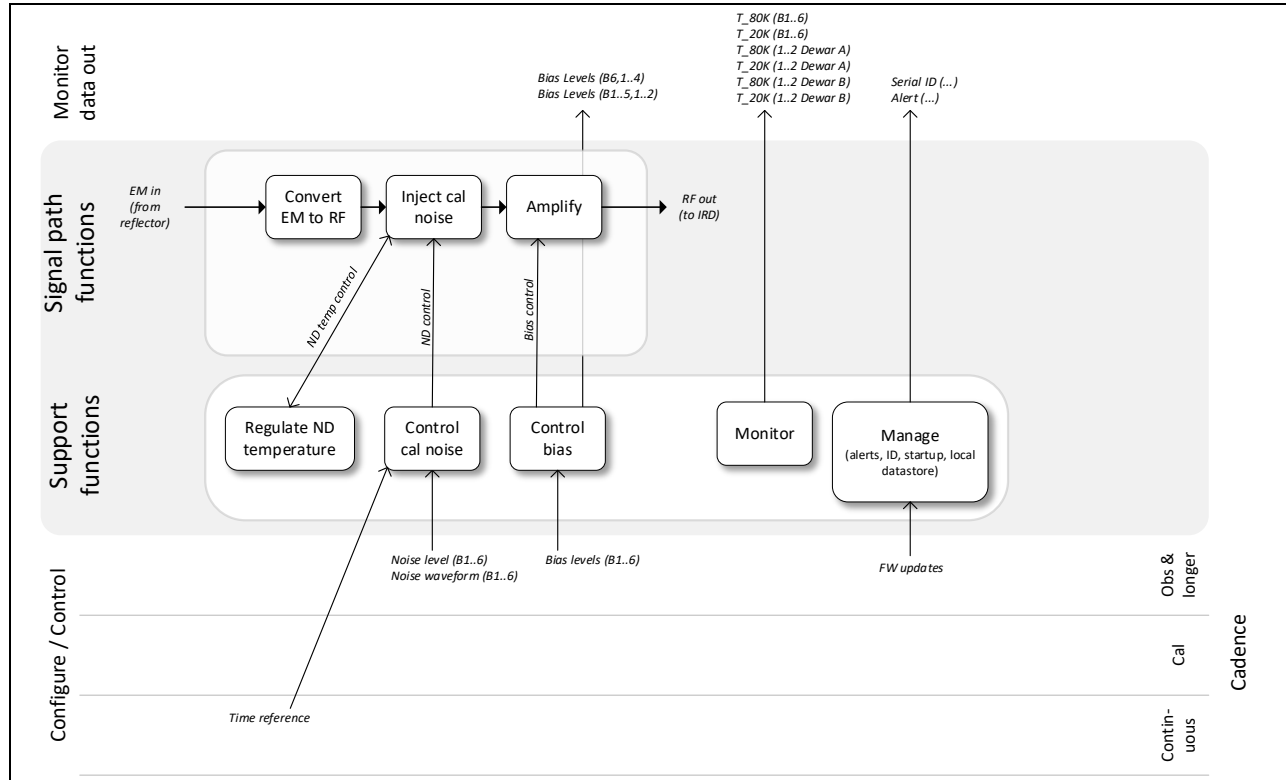 Monitor
data out
T_80K (B1..6)
T_20K (B1..6)
T_80K (1..2 Dewar A)
T_20K (1..2 Dewar A)
T_80K (1..2 Dewar B)
T_20K (1..2 Dewar B)
Bias Levels (B6,1..4)
Bias Levels (B1..5,1..2)
Serial ID (...)
Alert (...)
Signal path
functions
EM in
(from
reflector)
Convert
EM to RF
Inject cal
noise
Amplify
RF out
(to IRD)
ND temp control
ND control
Bias control
Support
functions
Regulate ND
temperature
Control
cal noise
Control
bias
Monitor
Manage
(alerts, ID, startup, local
datastore)
Configure / Control
Noise level (B1..6)
Noise waveform (B1..6)
Bias levels (B1..6)
FW updates
Time reference
Obs &
longer
Cal
Contin-
uous
Cadence